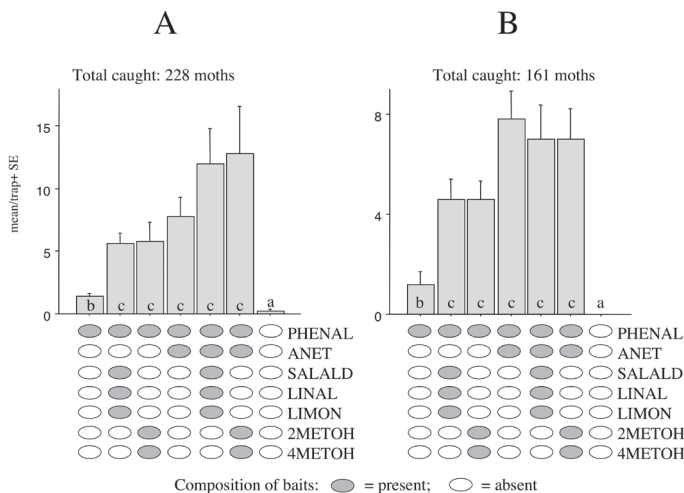 A
B
Total caught: 228 moths
Total caught: 161 moths
mean/trap+ SE
15
10
5
0
b c c c c c a
8
4
0
b c c c c c a
PHENAL
ANET
SALALD
LINAL
LIMON
2METOH
4METOH
PHENAL
ANET
SALALD
LINAL
LIMON
2METOH
4METOH
Composition of baits: = present; = absent